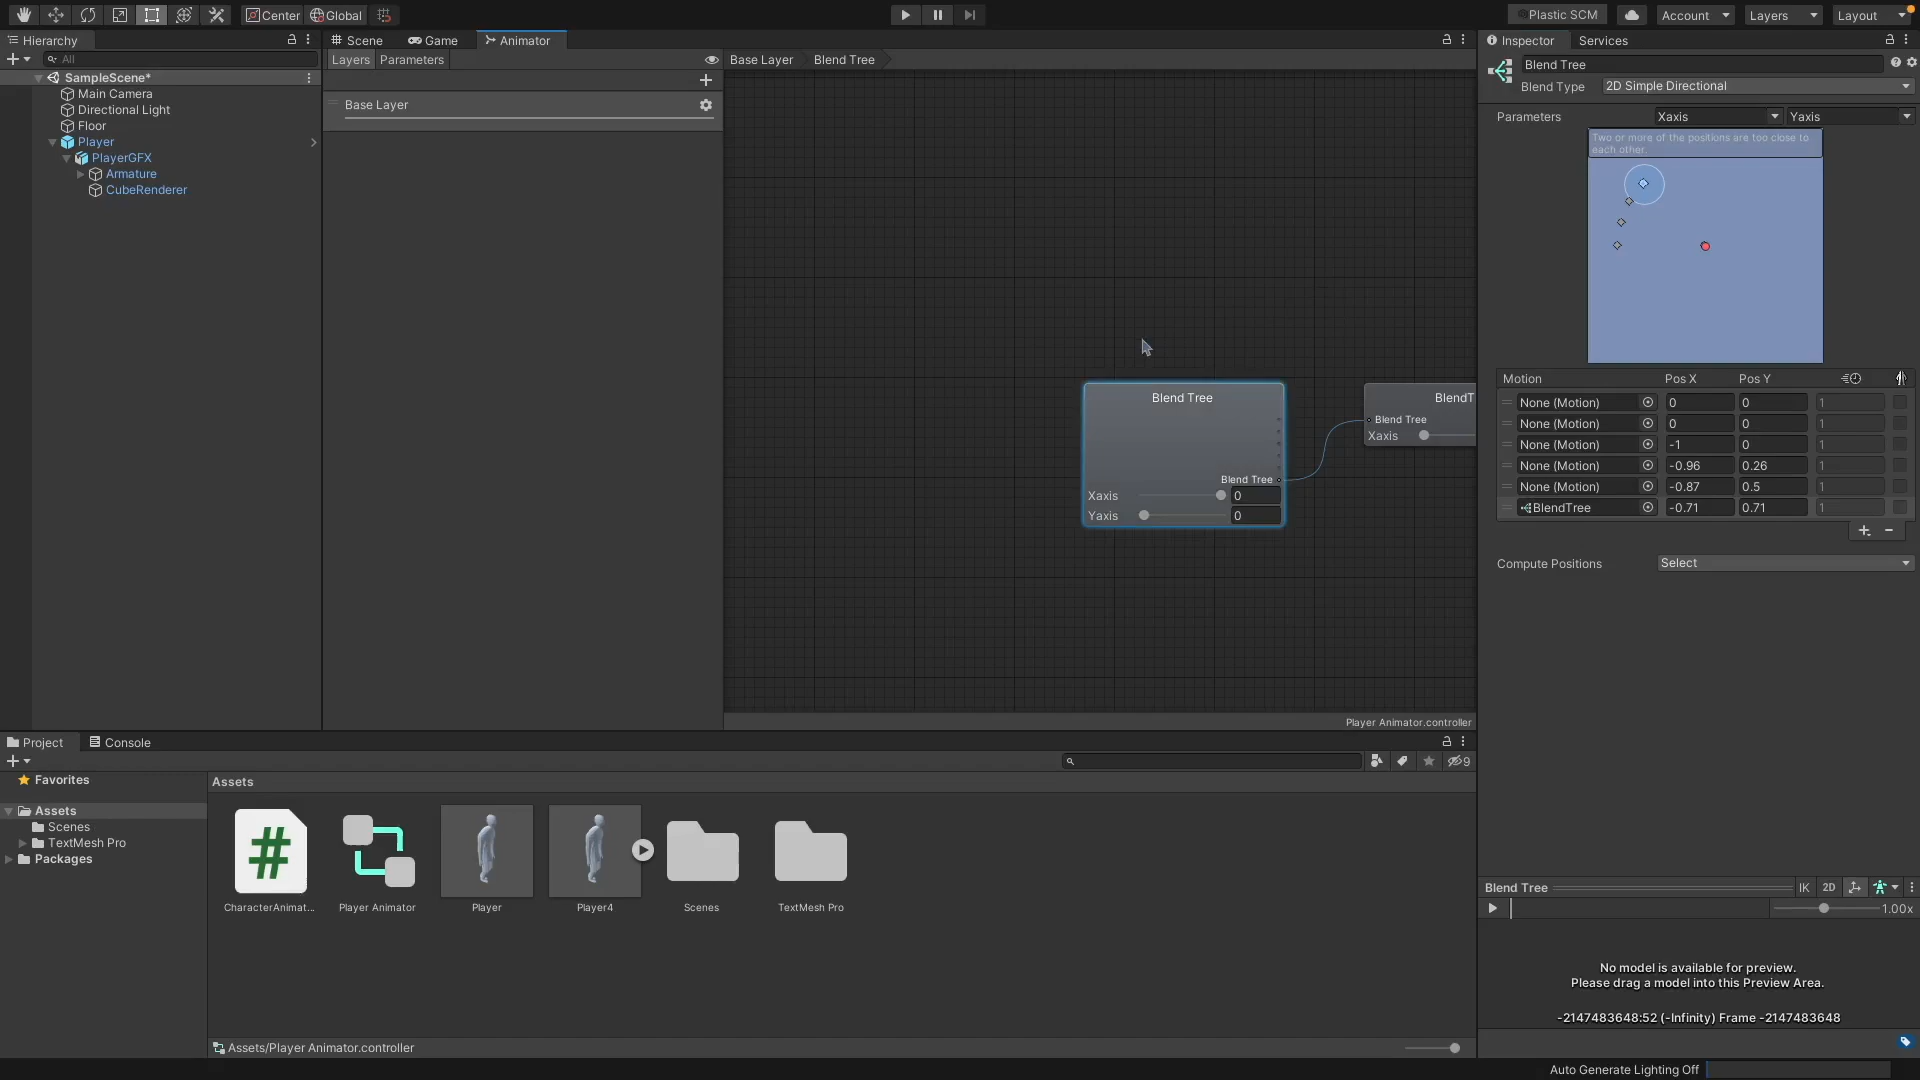 Center Global
Plastic SCM Account Layers Layout
Hierarchy
All
SampleScene*
Main Camera
Directional Light
Floor
Player
PlayerGFX
Armature
CubeRenderer
Scene Game Animator
Layers Parameters
Base Layer
Base Layer Blend Tree
Blend Tree
Blend Tree
Xaxis 0
Yaxis 0
BlendT
Blend Tree
Xaxis
Player Animator.controller
Inspector Services
Blend Tree
Blend Type 2D Simple Directional
Parameters Xaxis Yaxis
Two or more of the positions are too close to
each other.
Motion Pos X Pos Y
None (Motion) 0 0 1
None (Motion) 0 0 1
None (Motion) -1 0 1
None (Motion) -0.96 0.26 1
None (Motion) -0.87 0.5 1
BlendTree -0.71 0.71 1
Compute Positions Select
Blend Tree IK 2D
1.00x
No model is available for preview.
Please drag a model into this Preview Area.
-2147483648:52 (-Infinity) Frame -2147483648
Project Console
9
Favorites
Assets
Scenes
TextMesh Pro
Packages
Assets
#
CharacterAnimat...
Player Animator
Player
Player4
Scenes
TextMesh Pro
Assets/Player Animator.controller
Auto Generate Lighting Off